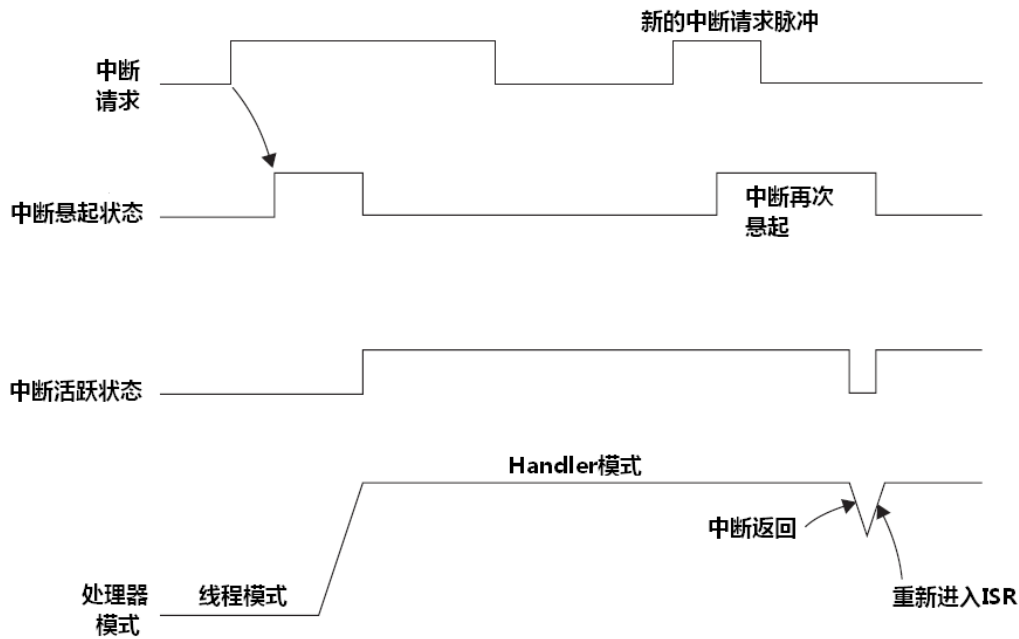 新的中断请求脉冲
中断
请求
中断悬起状态
中断再次
悬起
中断活跃状态
Handler模式
中断返回
处理器
模式
线程模式
重新进入ISR